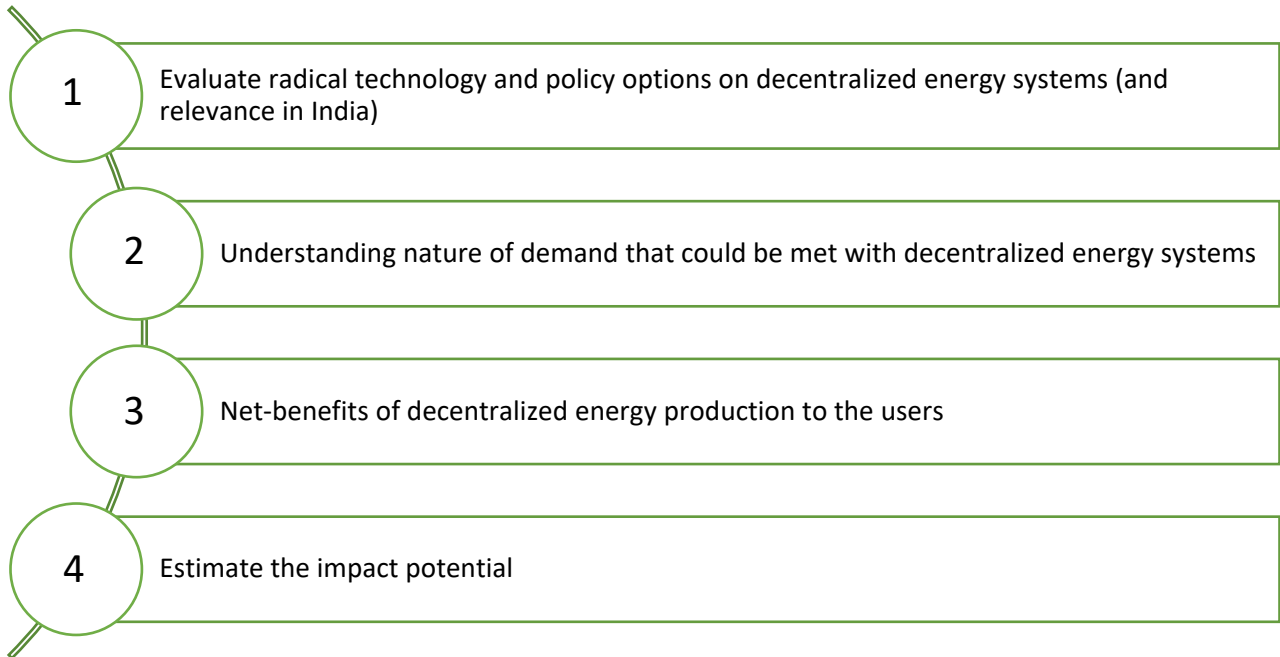 1
Evaluate radical technology and policy options on decentralized energy systems (and
relevance in India)
2
Understanding nature of demand that could be met with decentralized energy systems
3
Net-benefits of decentralized energy production to the users
4
Estimate the impact potential